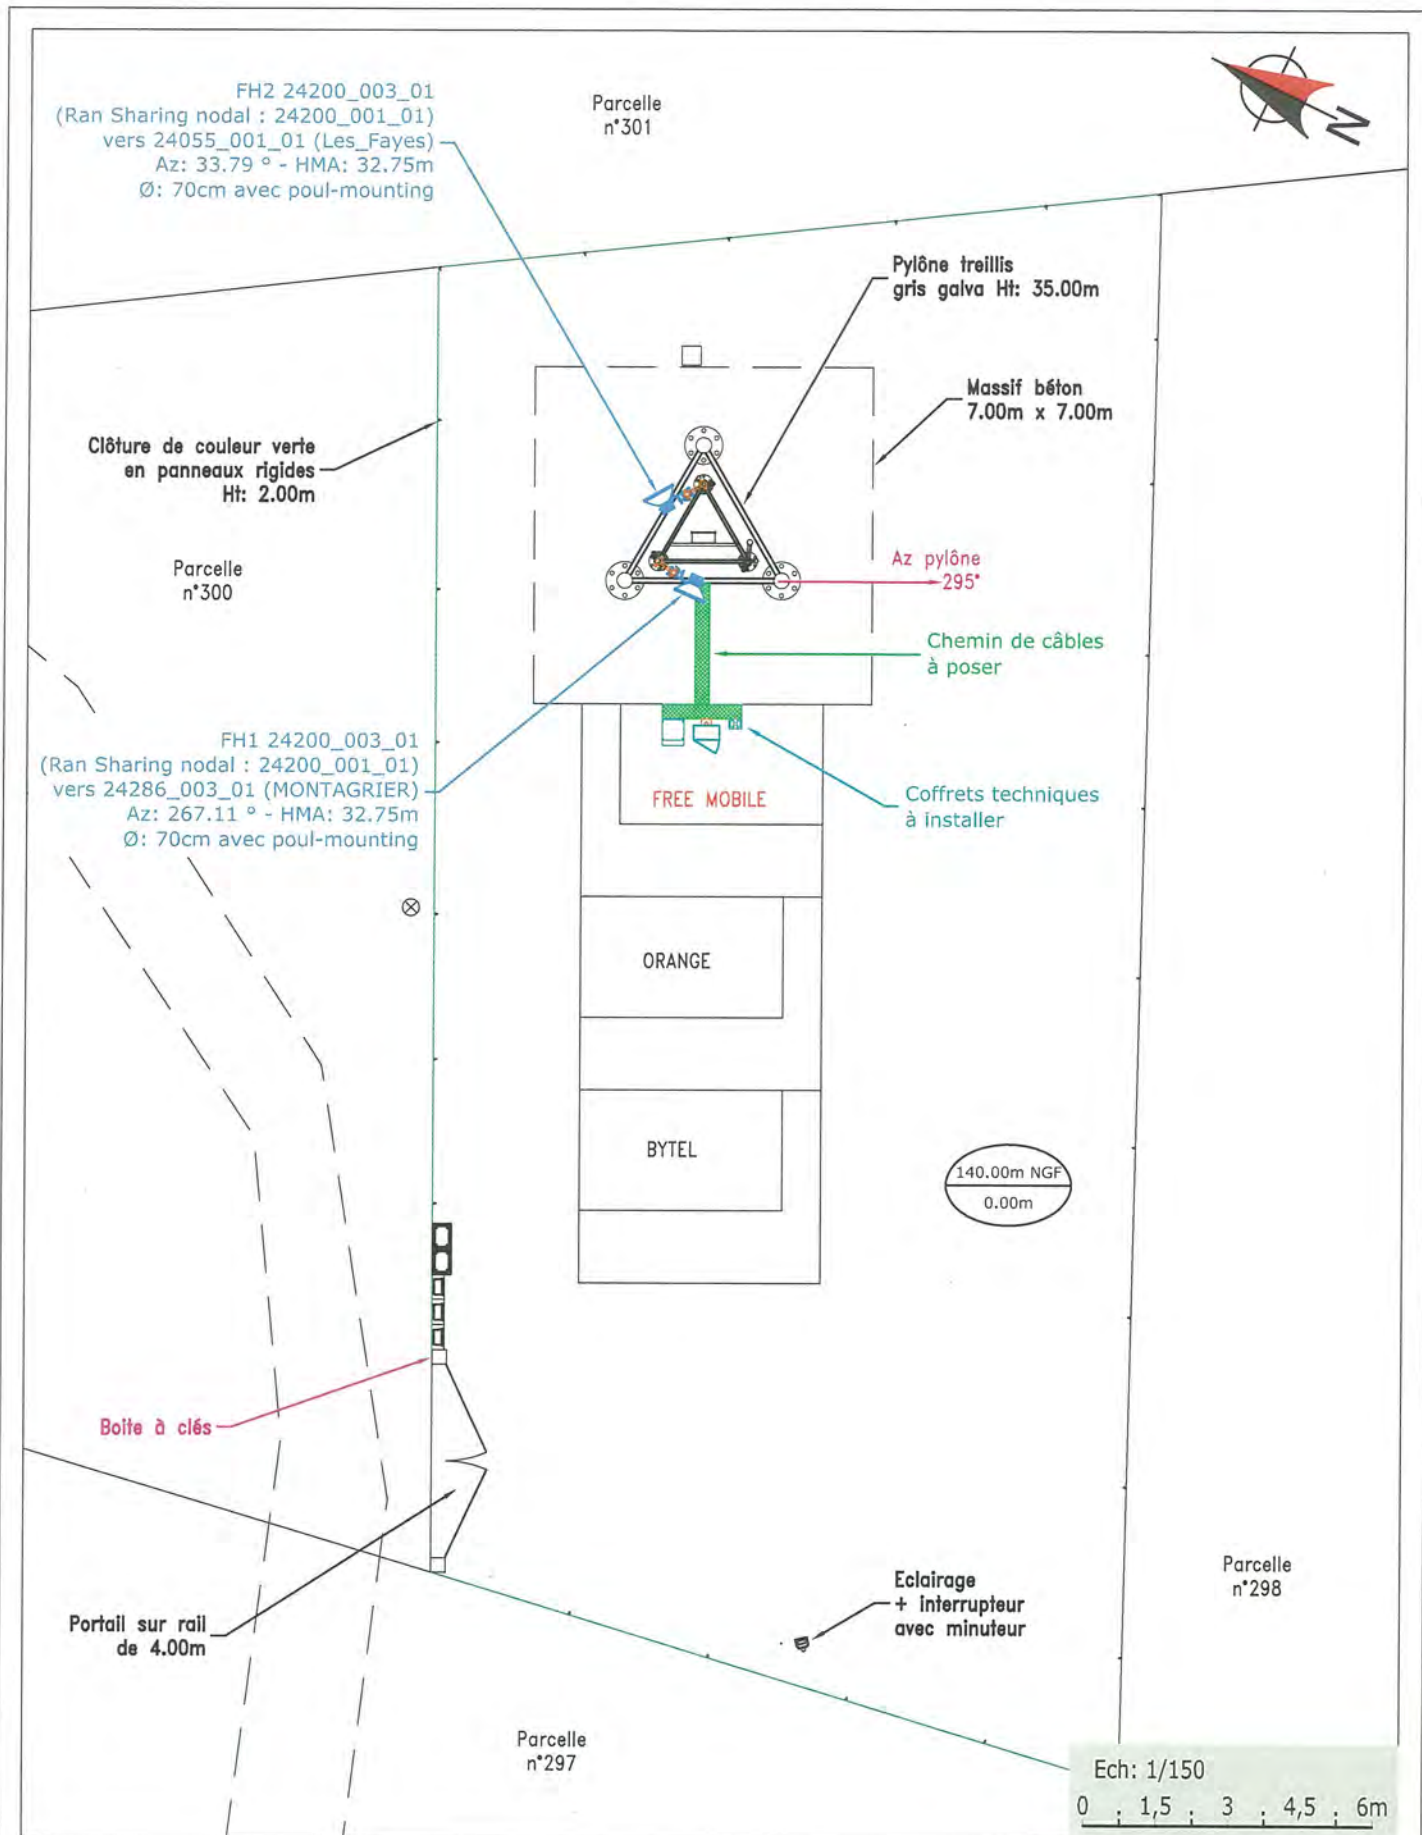 FH2 24200_003_01
(Ran Sharing nodal : 24200_001_01)
vers 24055_001_01 (Les_Fayes)
Az: 33.79 ° - HMA: 32.75m
Ø: 70cm avec poul-mounting
Parcelle
n°301
N
Pylône treillis
gris galva Ht: 35.00m
Massif béton
7.00m x 7.00m
Clôture de couleur verte
en panneaux rigides
Ht: 2.00m
Parcelle
n°300
Az pylône
295°
Chemin de câbles
à poser
FH1 24200_003_01
(Ran Sharing nodal : 24200_001_01)
vers 24286_003_01 (MONTAGRIER)
Az: 267.11 ° - HMA: 32.75m
Ø: 70cm avec poul-mounting
FREE MOBILE
Coffrets techniques
à installer
ORANGE
BYTEL
140.00m NGF
0.00m
Boite à clés
Portail sur rail
de 4.00m
Eclairage
+ interrupteur
avec minuteur
Parcelle
n°298
Parcelle
n°297
Ech: 1/150
0 1,5 3 4,5 6m